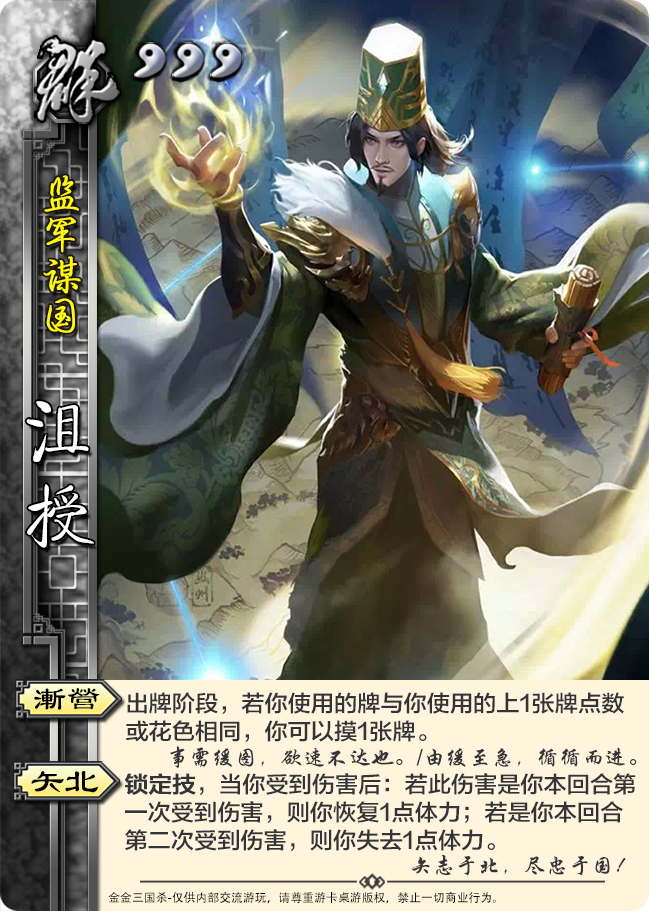 群
999
监军谋国
沮授
漸營
出牌阶段，若你使用的牌与你使用的上1张牌点数
或花色相同，你可以摸1张牌。
事需缓图，欲速不达也。/由缓至急，循循而进。
矢北
锁定技，当你受到伤害后：若此伤害是你本回合第
一次受到伤害，则你恢复1点体力；若是你本回合
第二次受到伤害，则你失去1点体力。
矢志于北，尽忠于国！
金金三国杀-仅供内部交流游玩，请尊重游卡桌游版权，禁止一切商业行为。